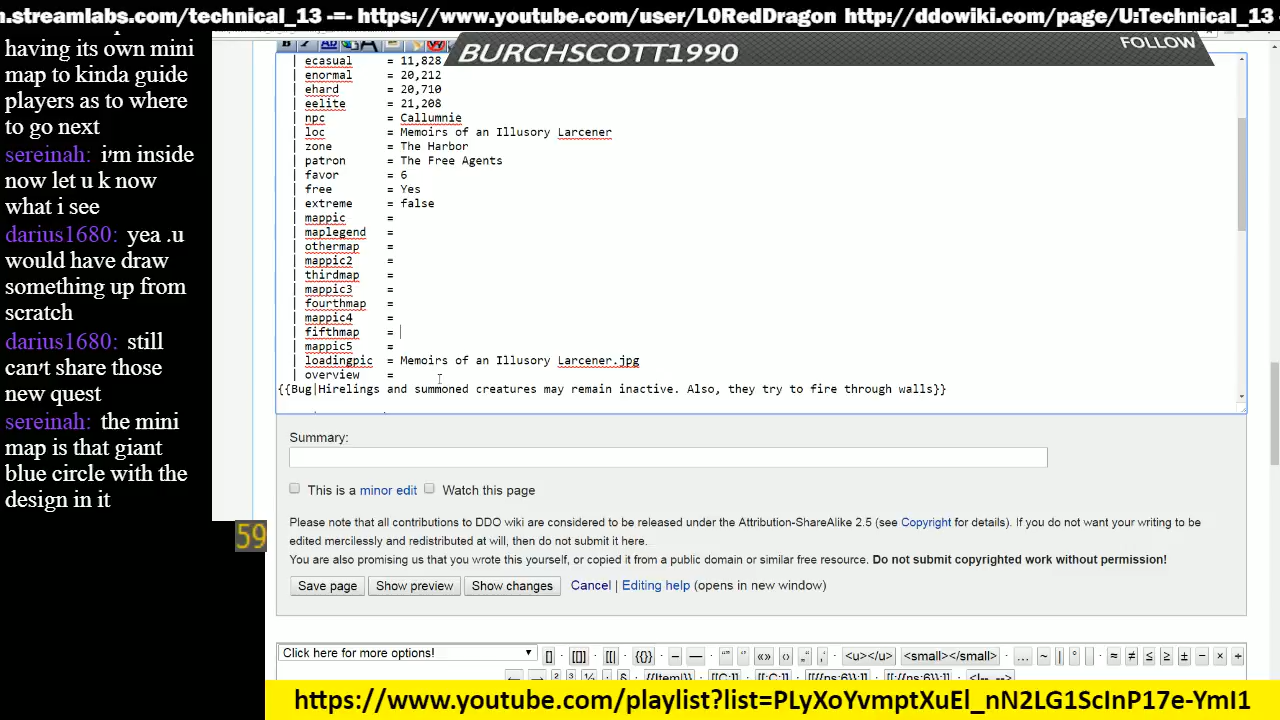 n.streamlabs.com/technical_13 -=- https://www.youtube.com/user/L0RedDragon http://ddowiki.com/page/U:Technical_13
BURCHSCOTT1990
FOLLOW
having its own mini
map to kinda guide
players as to where
to go next
sereinah: i'm inside
now let u k now
what i see
darius1680: yea .u
would have draw
something up from
scratch
darius1680: still
can't share those
new quest
sereinah: the mini
map is that giant
blue circle with the
design in it
59
| ecasual = 11,828
| enormal = 20,212
| ehard = 20,710
| eelite = 21,208
| npc = Callumnie
| loc = Memoirs of an Illusory Larcener
| zone = The Harbor
| patron = The Free Agents
| favor = 6
| free = Yes
| extreme = false
| mappic =
| maplegend =
| othermap =
| mappic2 =
| thirdmap =
| mappic3 =
| fourthmap =
| mappic4 =
| fifthmap =
| mappic5 =
| loadingpic = Memoirs of an Illusory Larcener.jpg
| overview =
{{Bug|Hirelings and summoned creatures may remain inactive. Also, they try to fire through walls}}
Summary:
This is a minor edit Watch this page
Please note that all contributions to DDO wiki are considered to be released under the Attribution-ShareAlike 2.5 (see Copyright for details). If you do not want your writing to be
edited mercilessly and redistributed at will, then do not submit it here.
You are also promising us that you wrote this yourself, or copied it from a public domain or similar free resource. Do not submit copyrighted work without permission!
Save page Show preview Show changes Cancel | Editing help (opens in new window)
Click here for more options! [] · [[]] · [[| · {{}} · – · — · “” · ‘’ · «» · ‹› · „“ · ‚‘ · <u></u> · <small></small> · … · ~ · | · ° · · ≈ · ≠ · ≤ · ≥ · ± · − · × · ÷
https://www.youtube.com/playlist?list=PLyXoYvmptXuEl_nN2LG1ScInP17e-YmI1